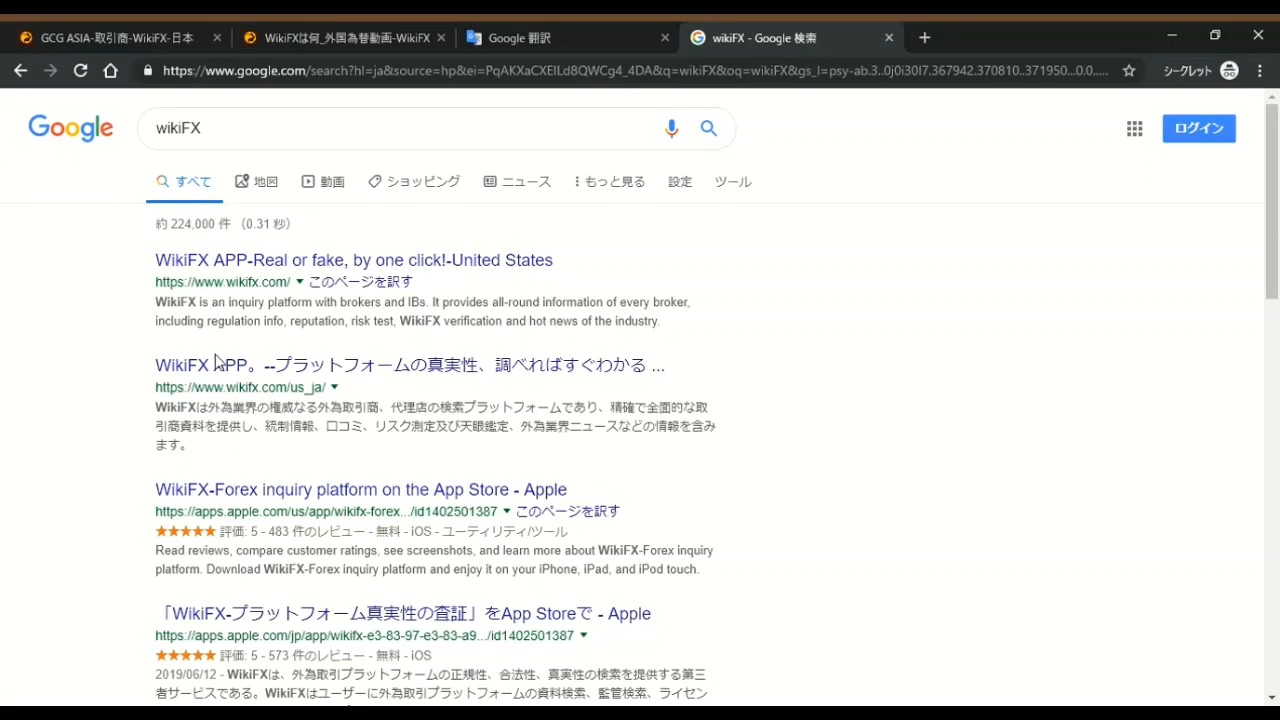 GCG ASIA-取引商-WikiFX-日本
WikiFXは何_外国為替動画-WikiFX
Google 翻訳
wikiFX - Google 検索
https://www.google.com/search?hl=ja&source=hp&ei=PqAKXaCXEILd8QWCg4_4DA&q=wikiFX&oq=wikiFX&gs_l=psy-ab.3..0j0i30l7.367942.370810..371950...0.0.....
シークレット
Google
wikiFX
ログイン
すべて 地図 動画 ショッピング ニュース もっと見る 設定 ツール
約 224,000 件 （0.31 秒）
WikiFX APP-Real or fake, by one click!-United States
https://www.wikifx.com/ ▼ このページを訳す
WikiFX is an inquiry platform with brokers and IBs. It provides all-round information of every broker,
including regulation info, reputation, risk test, WikiFX verification and hot news of the industry.
WikiFX APP。--プラットフォームの真実性、調べればすぐわかる ...
https://www.wikifx.com/us_ja/ ▼
WikiFXは外為業界の権威なる外為取引商、代理店の検索プラットフォームであり、精確で全面的な取
引商資料を提供し、統制情報、口コミ、リスク測定及び天眼鑑定、外為業界ニュースなどの情報を含み
ます。
WikiFX-Forex inquiry platform on the App Store - Apple
https://apps.apple.com/us/app/wikifx-forex.../id1402501387 ▼ このページを訳す
★★★★★ 評価: 5 - 483 件のレビュー - 無料 - iOS - ユーティリティ/ツール
Read reviews, compare customer ratings, see screenshots, and learn more about WikiFX-Forex inquiry
platform. Download WikiFX-Forex inquiry platform and enjoy it on your iPhone, iPad, and iPod touch.
「WikiFX-プラットフォーム真実性の査証」をApp Storeで - Apple
https://apps.apple.com/jp/app/wikifx-e3-83-97-e3-83-a9.../id1402501387 ▼
★★★★★ 評価: 5 - 573 件のレビュー - 無料 - iOS
2019/06/12 - WikiFXは、外為取引プラットフォームの正規性、合法性、真実性の検索を提供する第三
者サービスである。WikiFXはユーザーに外為取引プラットフォームの資料検索、監管検索、ライセン